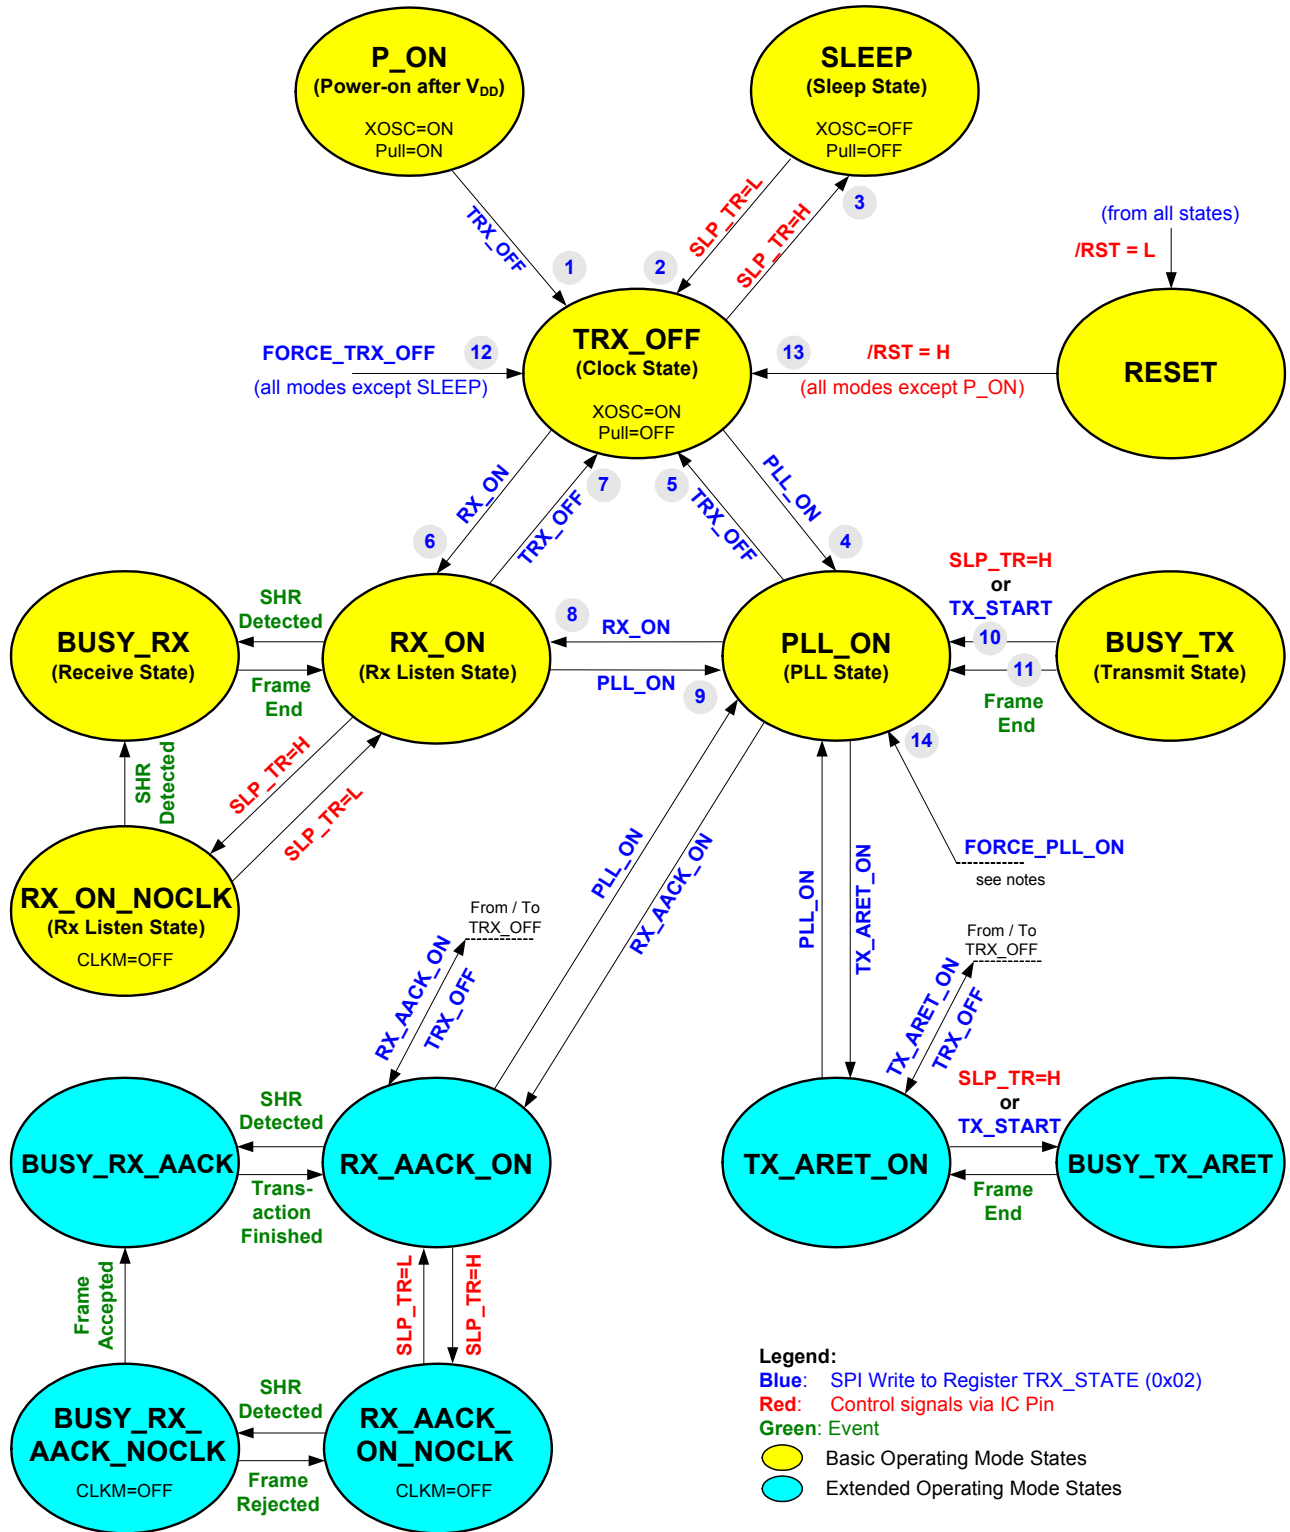 P_ON
(Power-on after VDD)
XOSC=ON
Pull=ON
SLEEP
(Sleep State)
XOSC=OFF
Pull=OFF
TRX_OFF
SLP_TR=L
SLP_TR=H
1
2
3
(from all states)
/RST = L
TRX_OFF
(Clock State)
XOSC=ON
Pull=OFF
FORCE_TRX_OFF
12
(all modes except SLEEP)
13
/RST = H
(all modes except P_ON)
RESET
RX_ON
TRX_OFF
7
6
5
TRX_OFF
PLL_ON
4
BUSY_RX
(Receive State)
SHR
Detected
Frame
End
RX_ON
(Rx Listen State)
8
RX_ON
PLL_ON
9
PLL_ON
(PLL State)
SLP_TR=H
or
TX_START
10
11
Frame
End
BUSY_TX
(Transmit State)
14
SHR
Detected
SLP_TR=H
SLP_TR=L
RX_ON_NOCLK
(Rx Listen State)
CLKM=OFF
PLL_ON
RX_AACK_ON
PLL_ON
TX_ARET_ON
FORCE_PLL_ON
see notes
From / To
TRX_OFF
RX_AACK_ON
TRX_OFF
From / To
TRX_OFF
TX_ARET_ON
TRX_OFF
BUSY_RX_AACK
SHR
Detected
Trans-
action
Finished
RX_AACK_ON
TX_ARET_ON
SLP_TR=H
or
TX_START
Frame
End
BUSY_TX_ARET
Frame
Accepted
SLP_TR=L
SLP_TR=H
BUSY_RX_
AACK_NOCLK
CLKM=OFF
SHR
Detected
Frame
Rejected
RX_AACK_
ON_NOCLK
CLKM=OFF
Legend:
Blue: SPI Write to Register TRX_STATE (0x02)
Red: Control signals via IC Pin
Green: Event
Basic Operating Mode States
Extended Operating Mode States